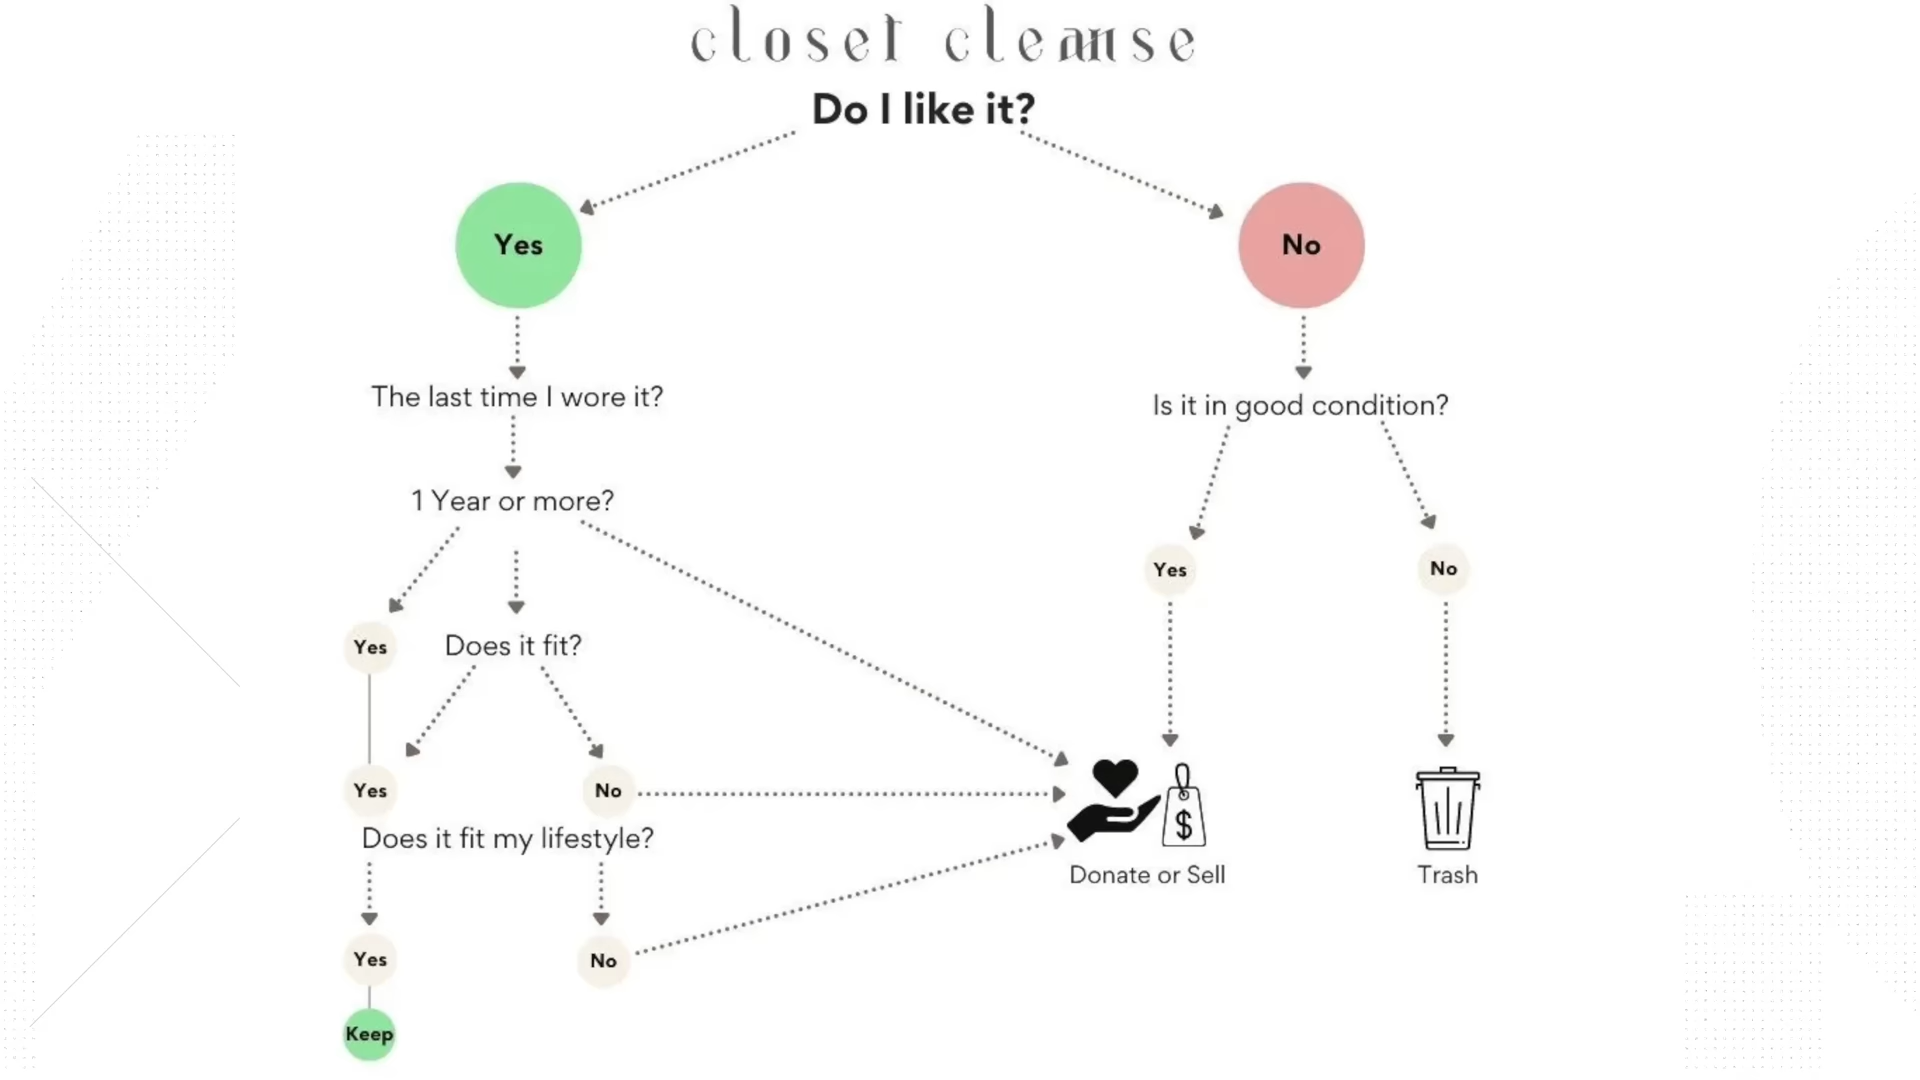 closet cleanse
Do I like it?
Yes
No
The last time I wore it?
Is it in good condition?
1 Year or more?
Yes
No
Yes
Does it fit?
Yes
No
$
Does it fit my lifestyle?
Donate or Sell
Trash
Yes
No
Keep